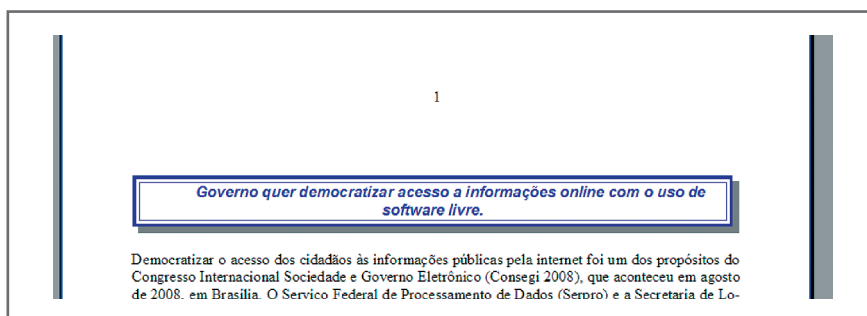 1
Governo quer democratizar acesso a informações online com o uso de
software livre.
Democratizar o acesso dos cidadãos às informações públicas pela internet foi um dos propósitos do
Congresso Internacional Sociedade e Governo Eletrônico (Consegi 2008), que aconteceu em agosto
de 2008, em Brasília. O Serviço Federal de Processamento de Dados (Serpro) e a Secretaria de Lo-